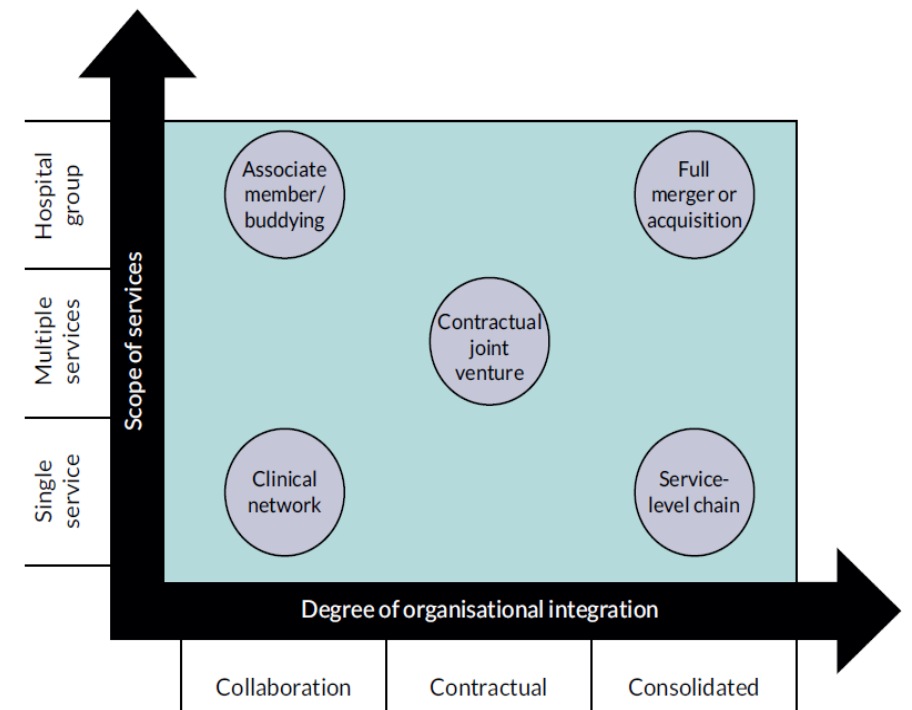 Hospital
group
Multiple
services
Single
service
Scope of services
Associate
member/
buddying
Full
merger or
acquisition
Contractual
joint
venture
Clinical
network
Service-
level chain
Degree of organisational integration
Collaboration
Contractual
Consolidated